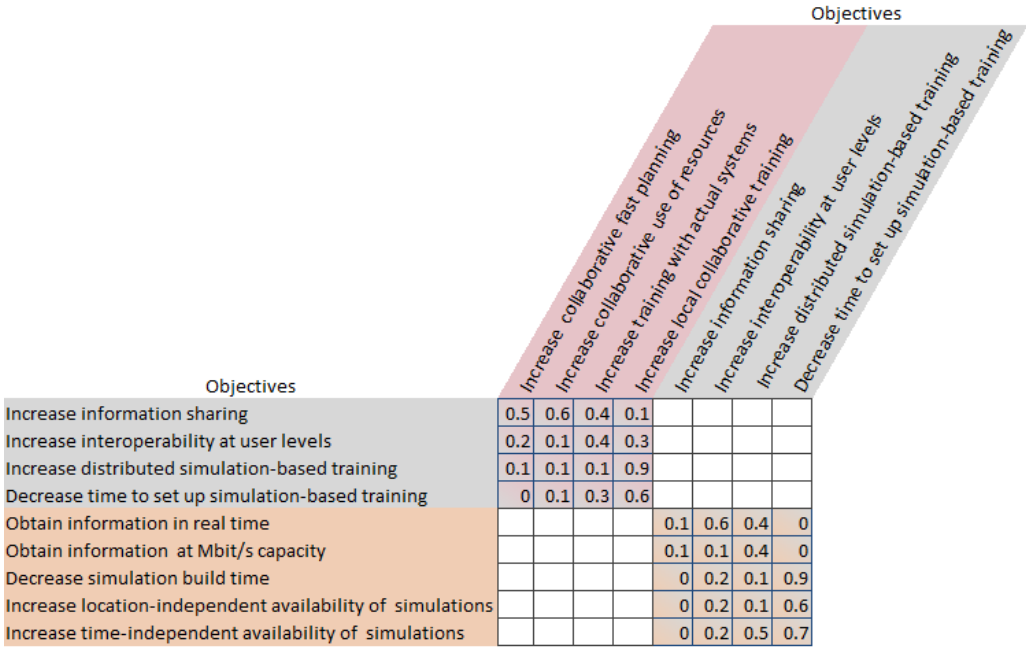 Objectives
Increase collaborative fast planning
Increase collaborative use of resources
Increase training with actual systems
Increase local collaborative training
Increase information sharing
Increase interoperability at user levels
Increase distributed simulation-based training
Decrease time to set up simulation-based training
Objectives
Increase information sharing 0.5 0.6 0.4 0.1
Increase interoperability at user levels 0.2 0.1 0.4 0.3
Increase distributed simulation-based training 0.1 0.1 0.1 0.9
Decrease time to set up simulation-based training 0 0.1 0.3 0.6
Obtain information in real time 0.1 0.6 0.4 0
Obtain information at Mbit/s capacity 0.1 0.1 0.4 0
Decrease simulation build time 0 0.2 0.1 0.9
Increase location-independent availability of simulations 0 0.2 0.1 0.6
Increase time-independent availability of simulations 0 0.2 0.5 0.7